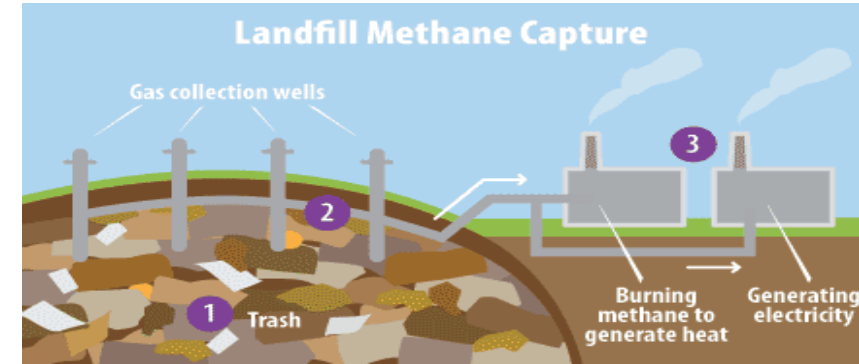 Landfill Methane Capture
Gas collection wells
3
2
1
Trash
Burning
methane to
generate heat
Generating
electricity